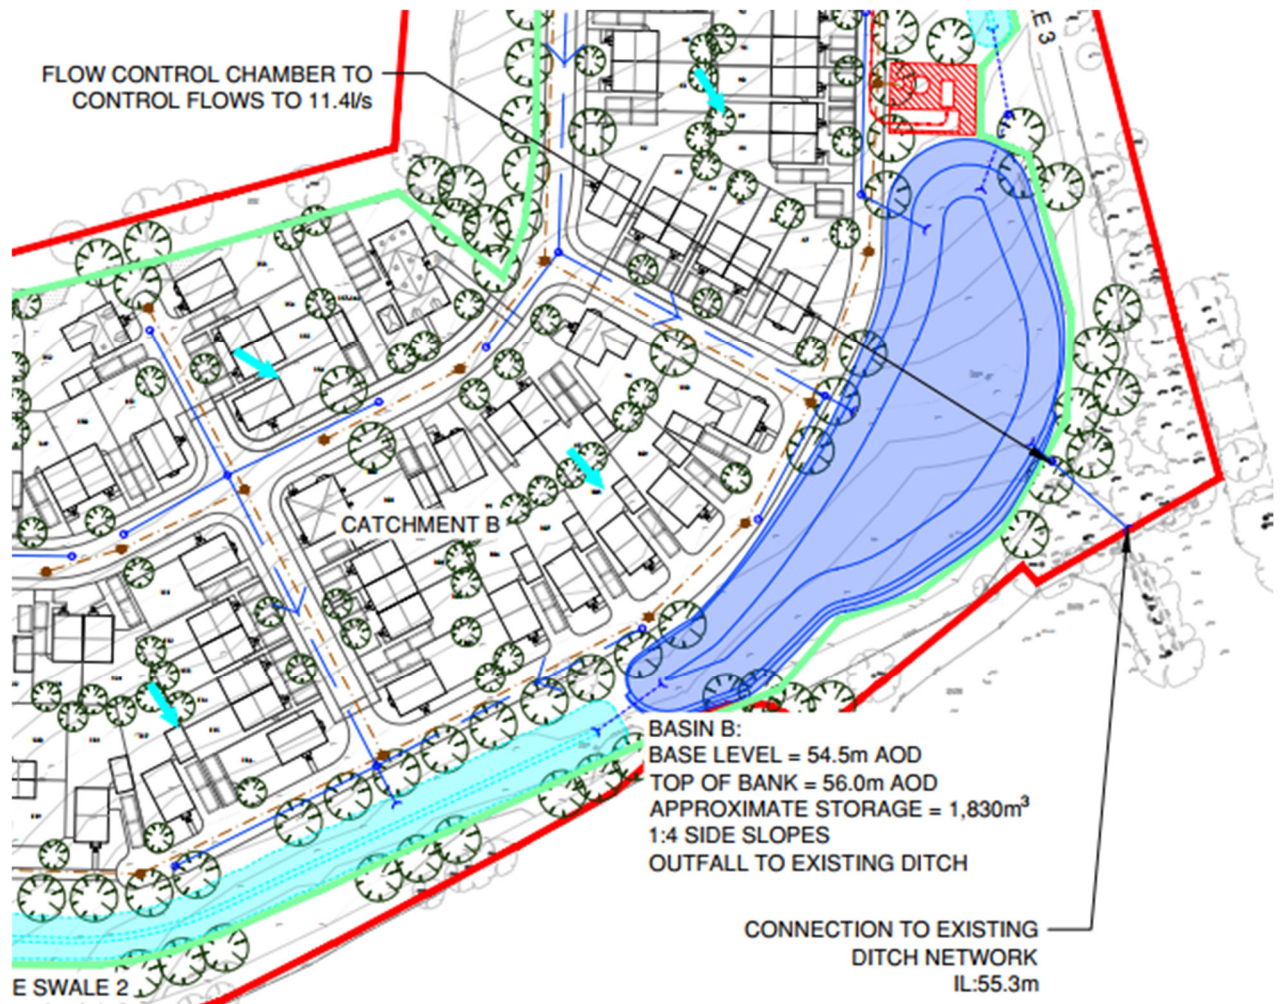 E 3
FLOW CONTROL CHAMBER TO
CONTROL FLOWS TO 11.4l/s
CATCHMENT B
BASIN B:
BASE LEVEL = 54.5m AOD
TOP OF BANK = 56.0m AOD
APPROXIMATE STORAGE = 1,830m³
1:4 SIDE SLOPES
OUTFALL TO EXISTING DITCH
CONNECTION TO EXISTING
DITCH NETWORK
IL:55.3m
E SWALE 2